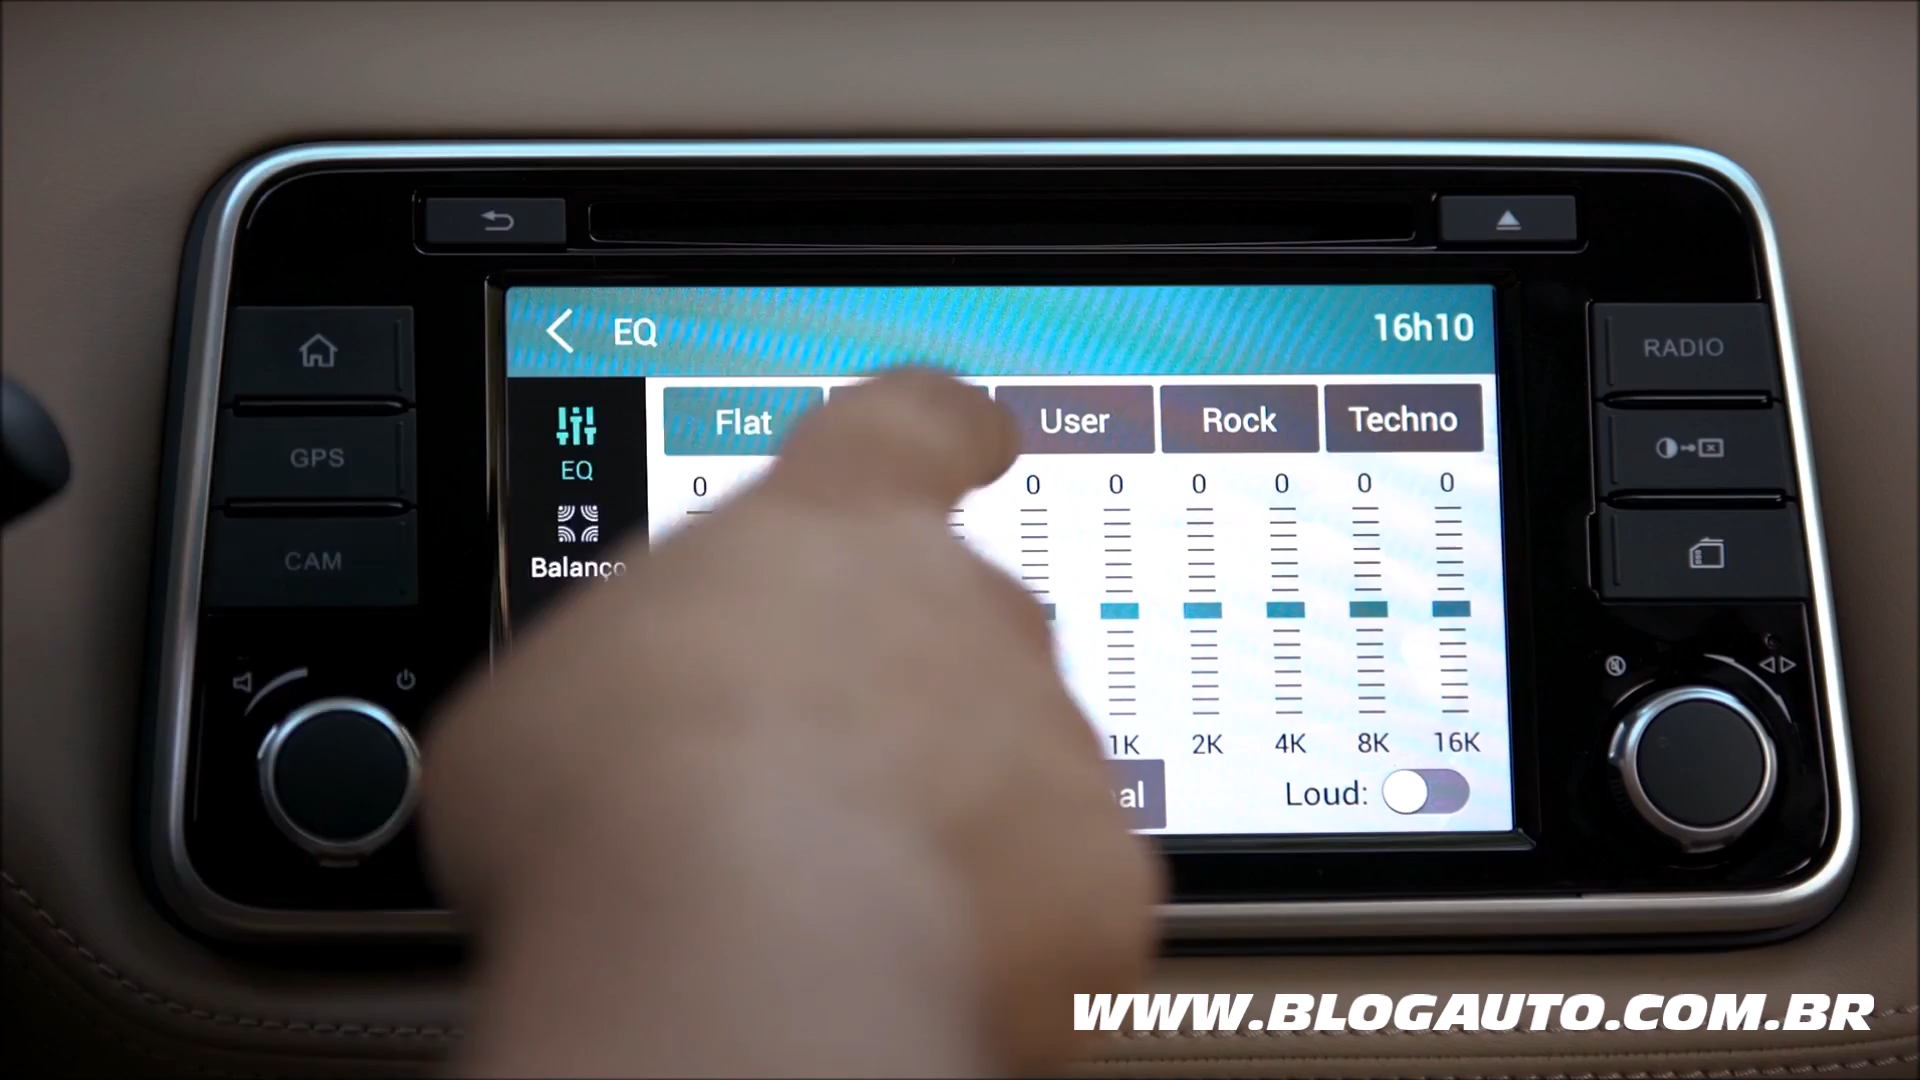 EQ 16h10
RADIO
Flat User Rock Techno
EQ
GPS
0 0 0 0 0 0 0
CAM
Balanço
1K 2K 4K 8K 16K
Loud:
WWW.BLOGAUTO.COM.BR